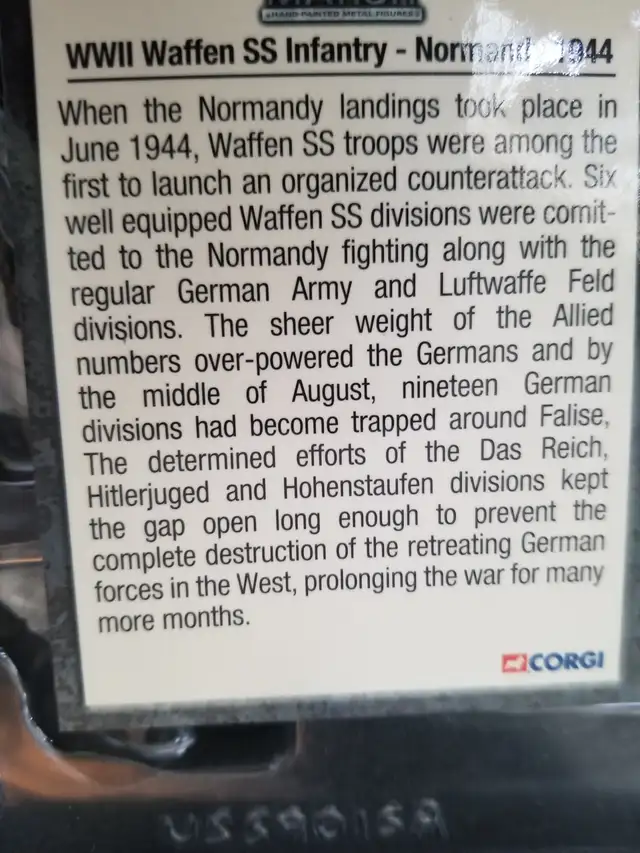 HAND-PAINTED METAL FIGURES
WWII Waffen SS Infantry - Normandy 1944
When the Normandy landings took place in
June 1944, Waffen SS troops were among the
first to launch an organized counterattack. Six
well equipped Waffen SS divisions were comit-
ted to the Normandy fighting along with the
regular German Army and Luftwaffe Feld
divisions. The sheer weight of the Allied
numbers over-powered the Germans and by
the middle of August, nineteen German
divisions had become trapped around Falise,
The determined efforts of the Das Reich,
Hitlerjuged and Hohenstaufen divisions kept
the gap open long enough to prevent the
complete destruction of the retreating German
forces in the West, prolonging the war for many
more months.
CORGI
US59015A